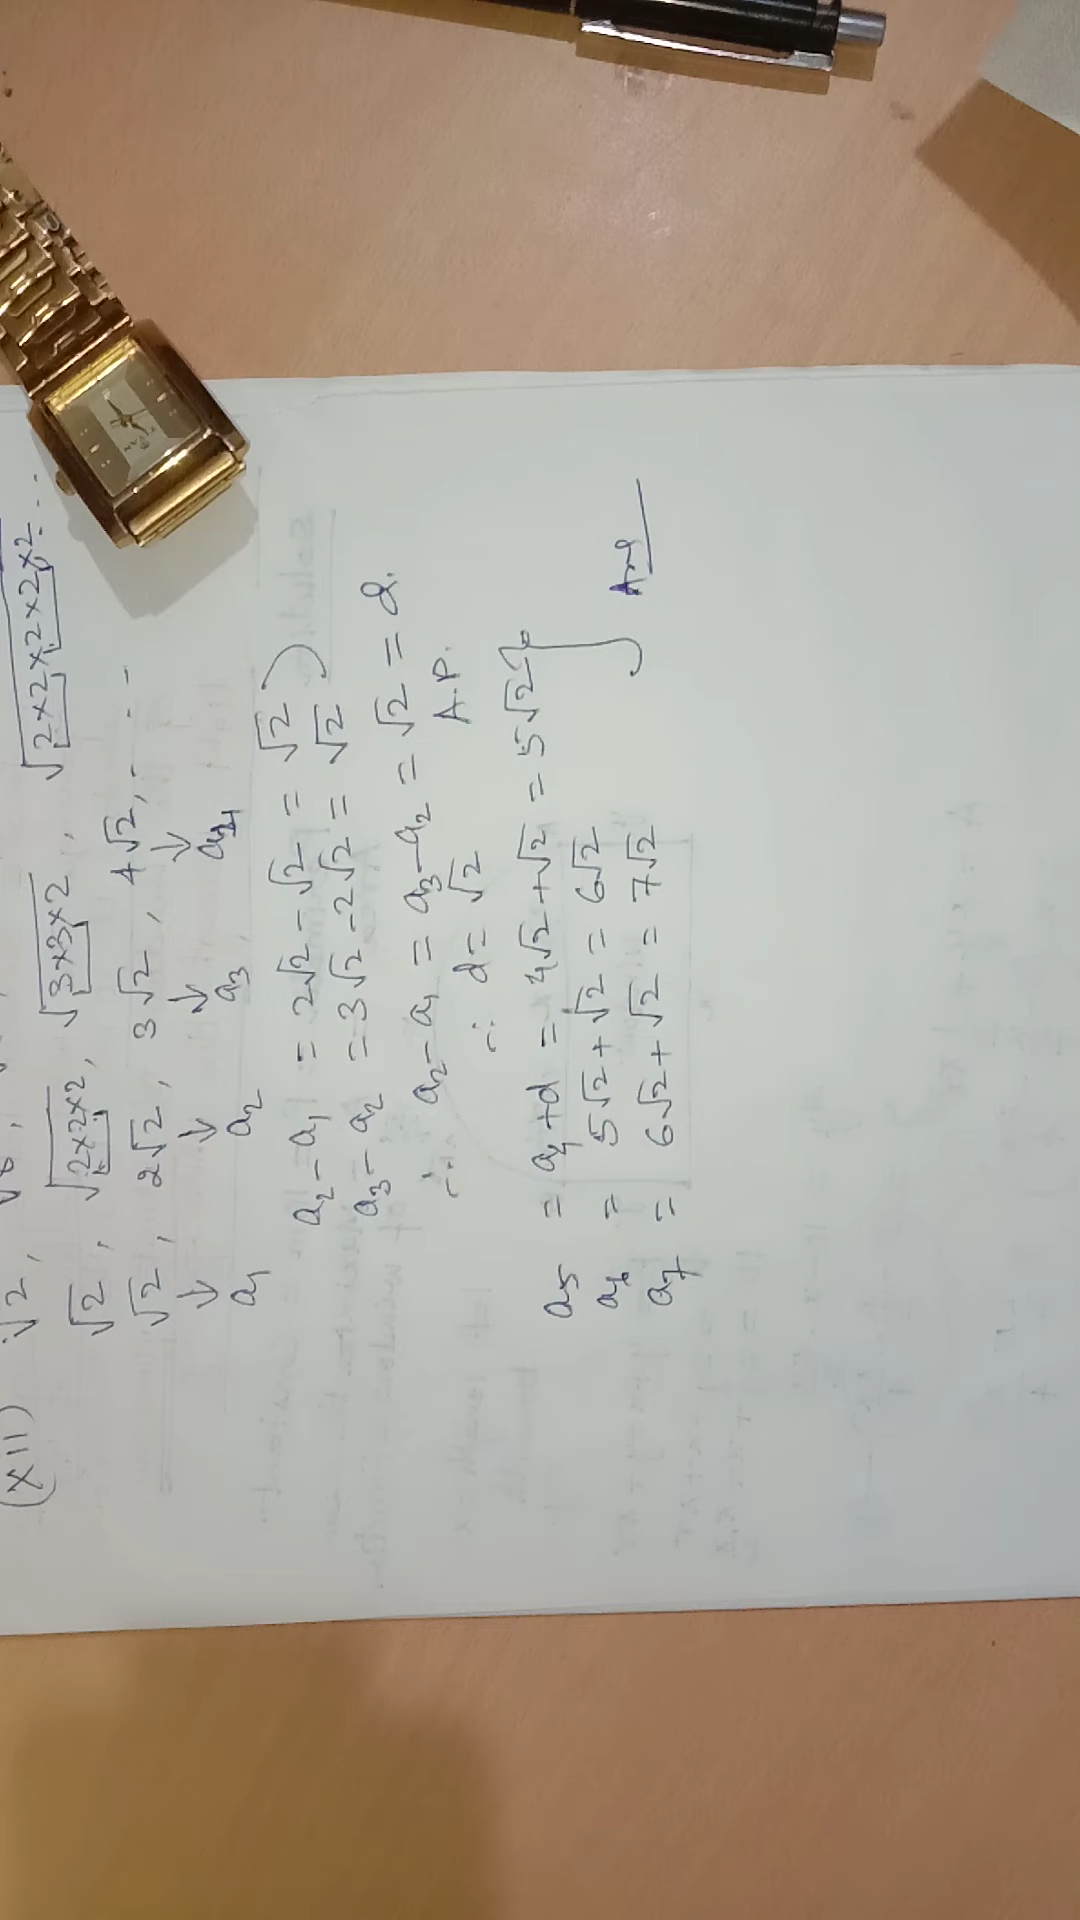 (XII) √2, √8,
√2, √2×2×2, √3×3×2, √2×2×2×2×2...
√2, 2√2, 3√2, 4√2, - - -
↓ ↓ ↓ ↓
a₁ a₂ a₃, a₄
a₂-a₁ = 2√2-√2 = √2 )
a₃-a₂ = 3√2-2√2 = √2
∴ a₂-a₁ = a₃-a₂ = √2 = d.
∴ d= √2 A.P.
a₅ = a₄+d = 4√2+√2 = 5√2 }
a₆ = 5√2+√2 = 6√2
a₇ = 6√2+√2 = 7√2
Ans
TITAN